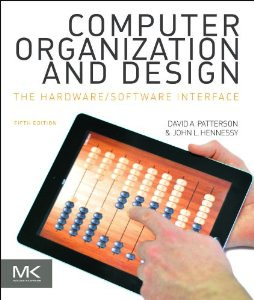 COMPUTER
ORGANIZATION
AND DESIGN
THE HARDWARE/SOFTWARE INTERFACE
FIFTH EDITION
DAVID A. PATTERSON
& JOHN L. HENNESSY
MK